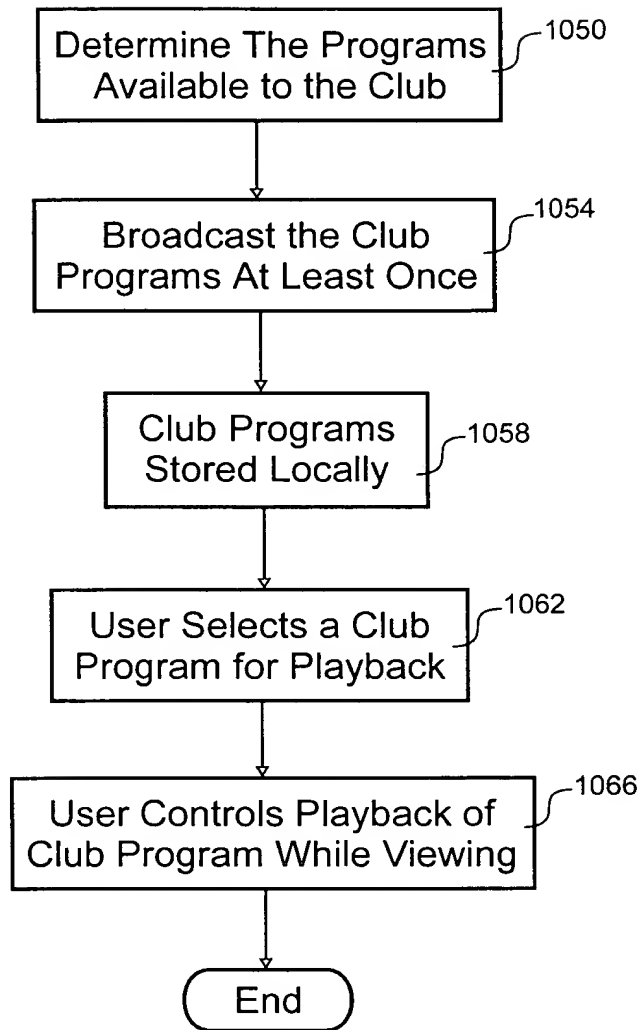 Determine The Programs
Available to the Club
1050
Broadcast the Club
Programs At Least Once
1054
Club Programs
Stored Locally
1058
User Selects a Club
Program for Playback
1062
User Controls Playback of
Club Program While Viewing
1066
End